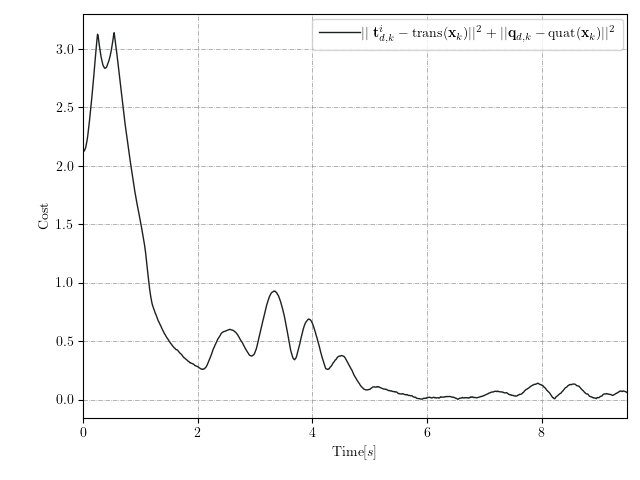 || t^i_{d,k} − trans(x_k)||^2 + ||q_{d,k} − quat(x_k)||^2
3.0
2.5
2.0
1.5
1.0
0.5
0.0
Cost
0 2 4 6 8
Time[s]